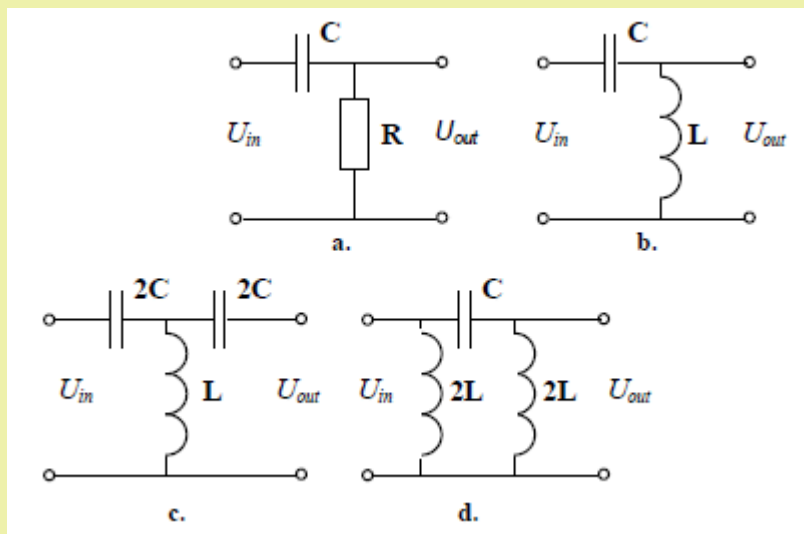 C C
U_in R U_out U_in L U_out
a. b.
2C 2C C
U_in L U_out U_in 2L 2L U_out
c. d.